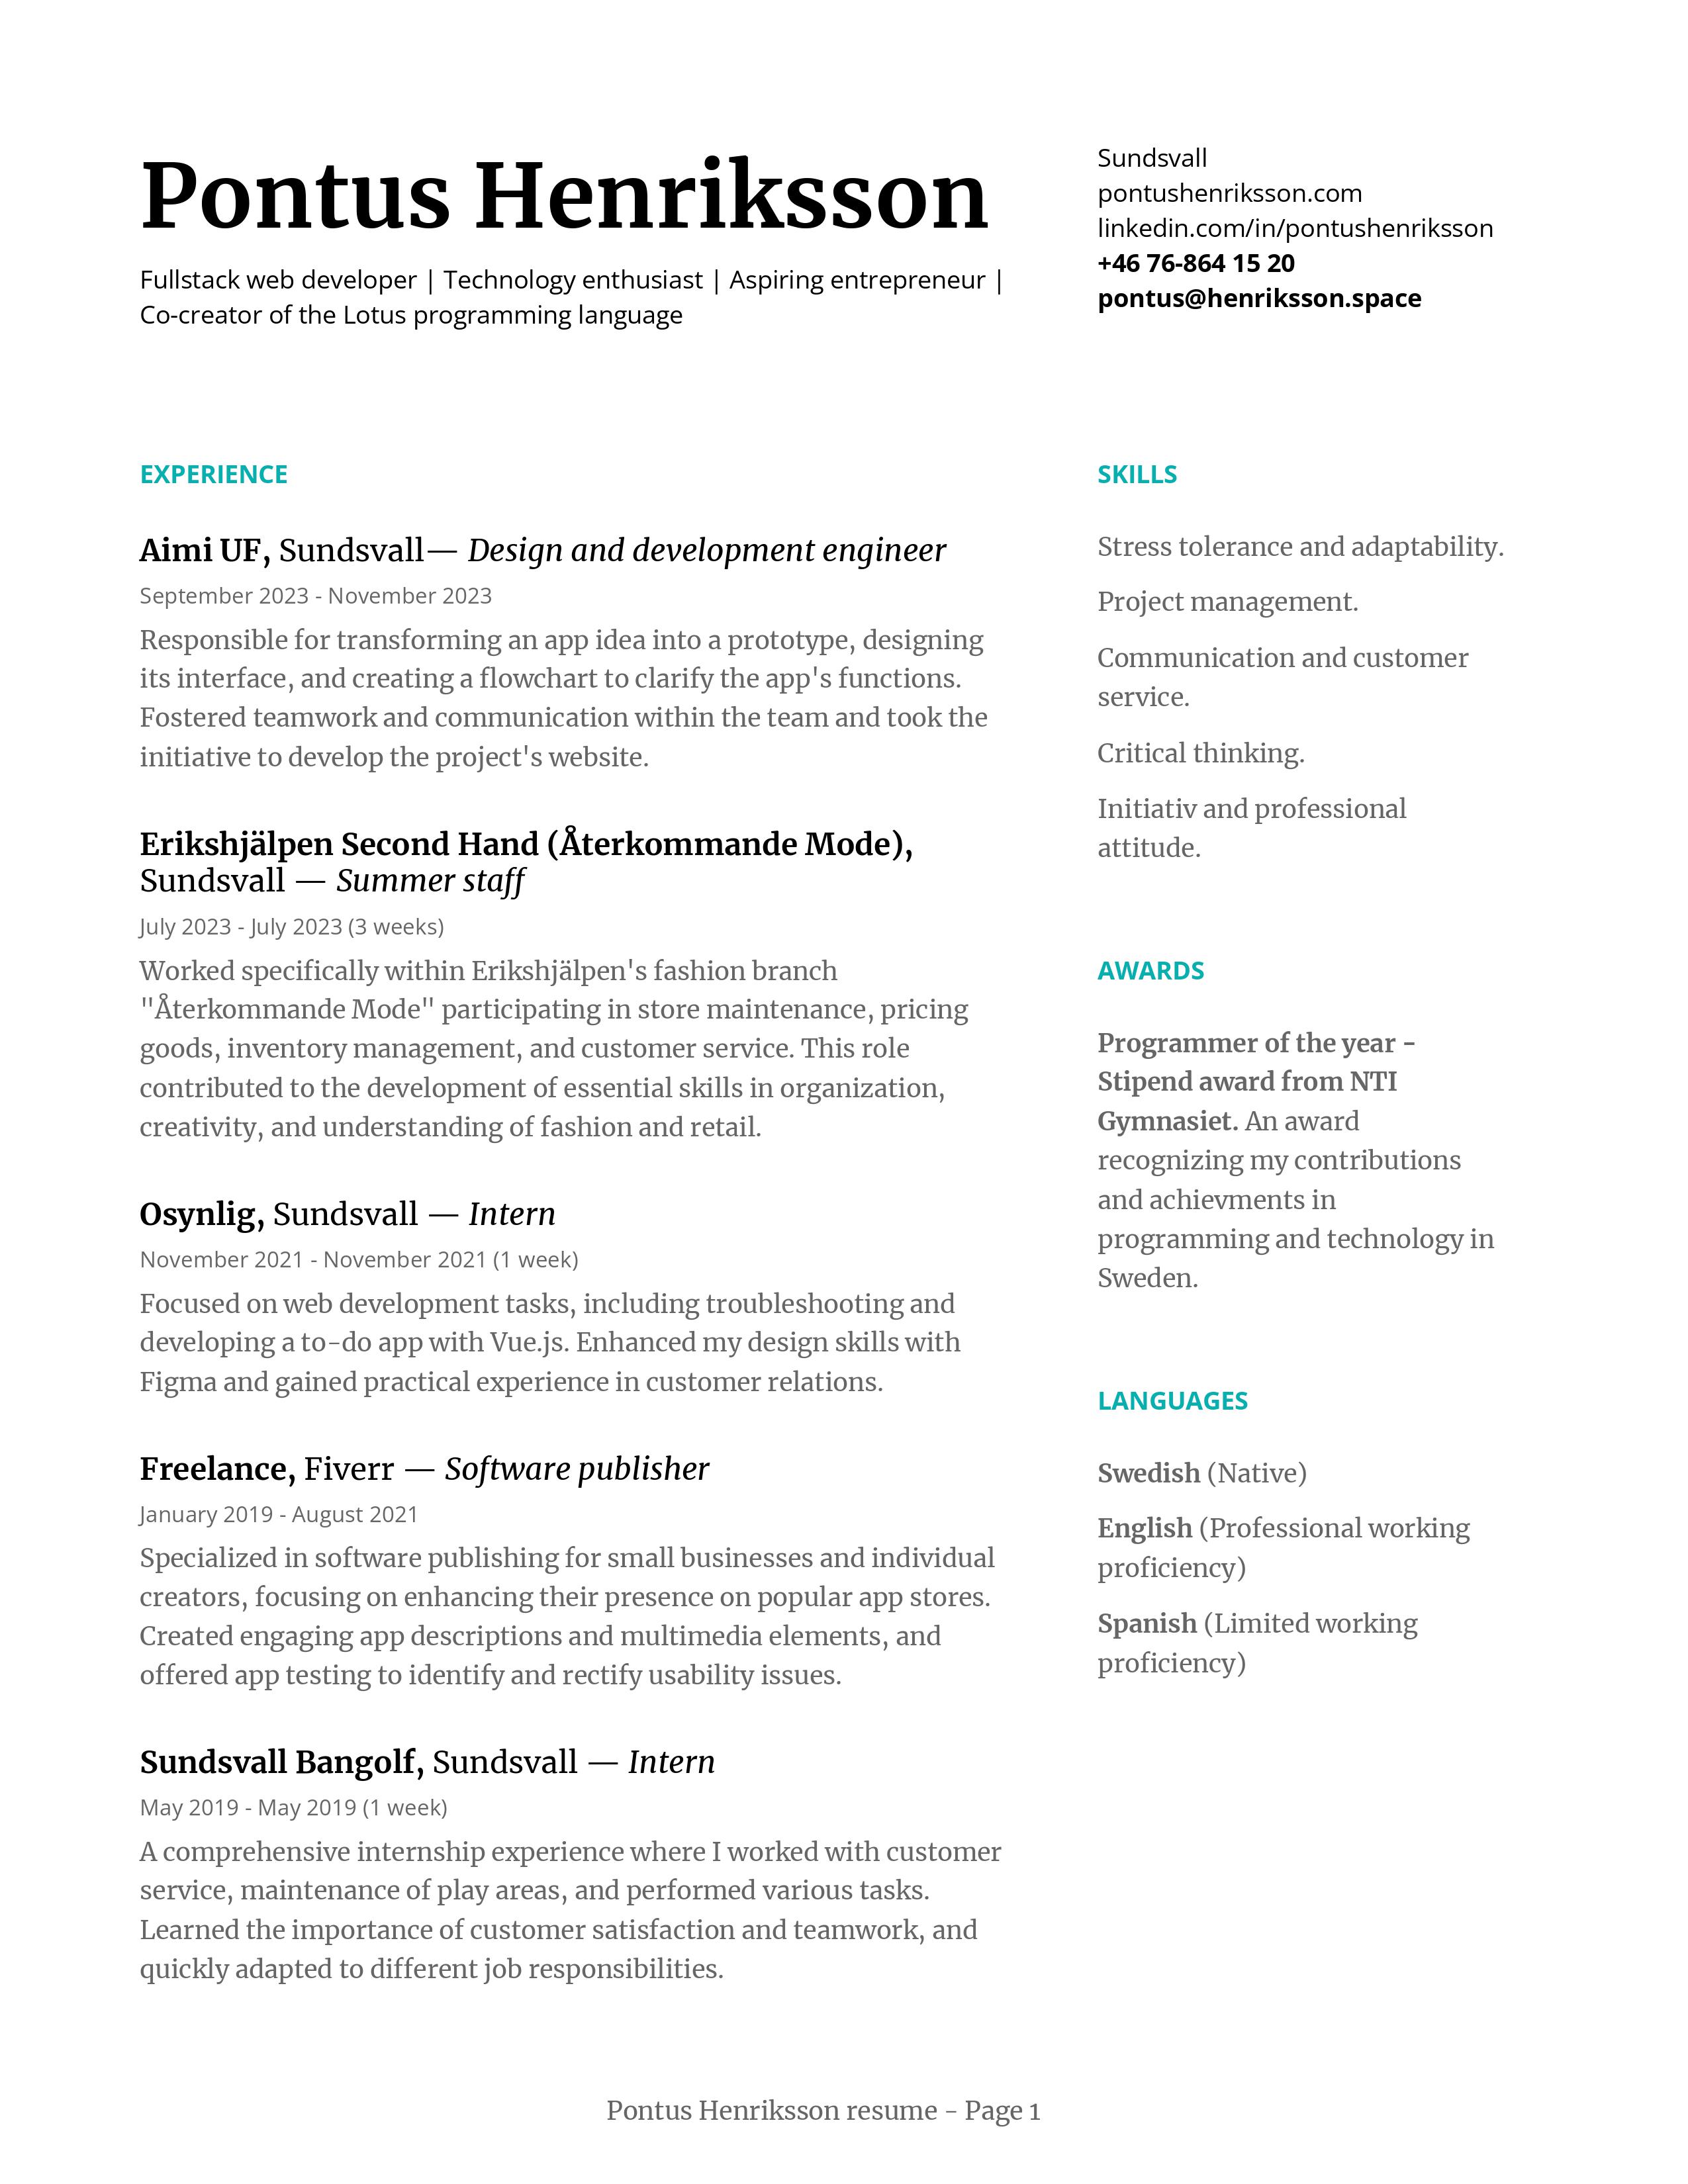 Pontus Henriksson
Fullstack web developer | Technology enthusiast | Aspiring entrepreneur |
Co-creator of the Lotus programming language
Sundsvall
pontushenriksson.com
linkedin.com/in/pontushenriksson
+46 76-864 15 20
pontus@henriksson.space
EXPERIENCE
Aimi UF, Sundsvall— Design and development engineer
September 2023 - November 2023
Responsible for transforming an app idea into a prototype, designing
its interface, and creating a flowchart to clarify the app's functions.
Fostered teamwork and communication within the team and took the
initiative to develop the project's website.
Erikshjälpen Second Hand (Återkommande Mode),
Sundsvall — Summer staff
July 2023 - July 2023 (3 weeks)
Worked specifically within Erikshjälpen's fashion branch
"Återkommande Mode" participating in store maintenance, pricing
goods, inventory management, and customer service. This role
contributed to the development of essential skills in organization,
creativity, and understanding of fashion and retail.
Osynlig, Sundsvall — Intern
November 2021 - November 2021 (1 week)
Focused on web development tasks, including troubleshooting and
developing a to-do app with Vue.js. Enhanced my design skills with
Figma and gained practical experience in customer relations.
Freelance, Fiverr — Software publisher
January 2019 - August 2021
Specialized in software publishing for small businesses and individual
creators, focusing on enhancing their presence on popular app stores.
Created engaging app descriptions and multimedia elements, and
offered app testing to identify and rectify usability issues.
Sundsvall Bangolf, Sundsvall — Intern
May 2019 - May 2019 (1 week)
A comprehensive internship experience where I worked with customer
service, maintenance of play areas, and performed various tasks.
Learned the importance of customer satisfaction and teamwork, and
quickly adapted to different job responsibilities.
SKILLS
Stress tolerance and adaptability.
Project management.
Communication and customer
service.
Critical thinking.
Initiativ and professional
attitude.
AWARDS
Programmer of the year -
Stipend award from NTI
Gymnasiet. An award
recognizing my contributions
and achievments in
programming and technology in
Sweden.
LANGUAGES
Swedish (Native)
English (Professional working
proficiency)
Spanish (Limited working
proficiency)
Pontus Henriksson resume - Page 1